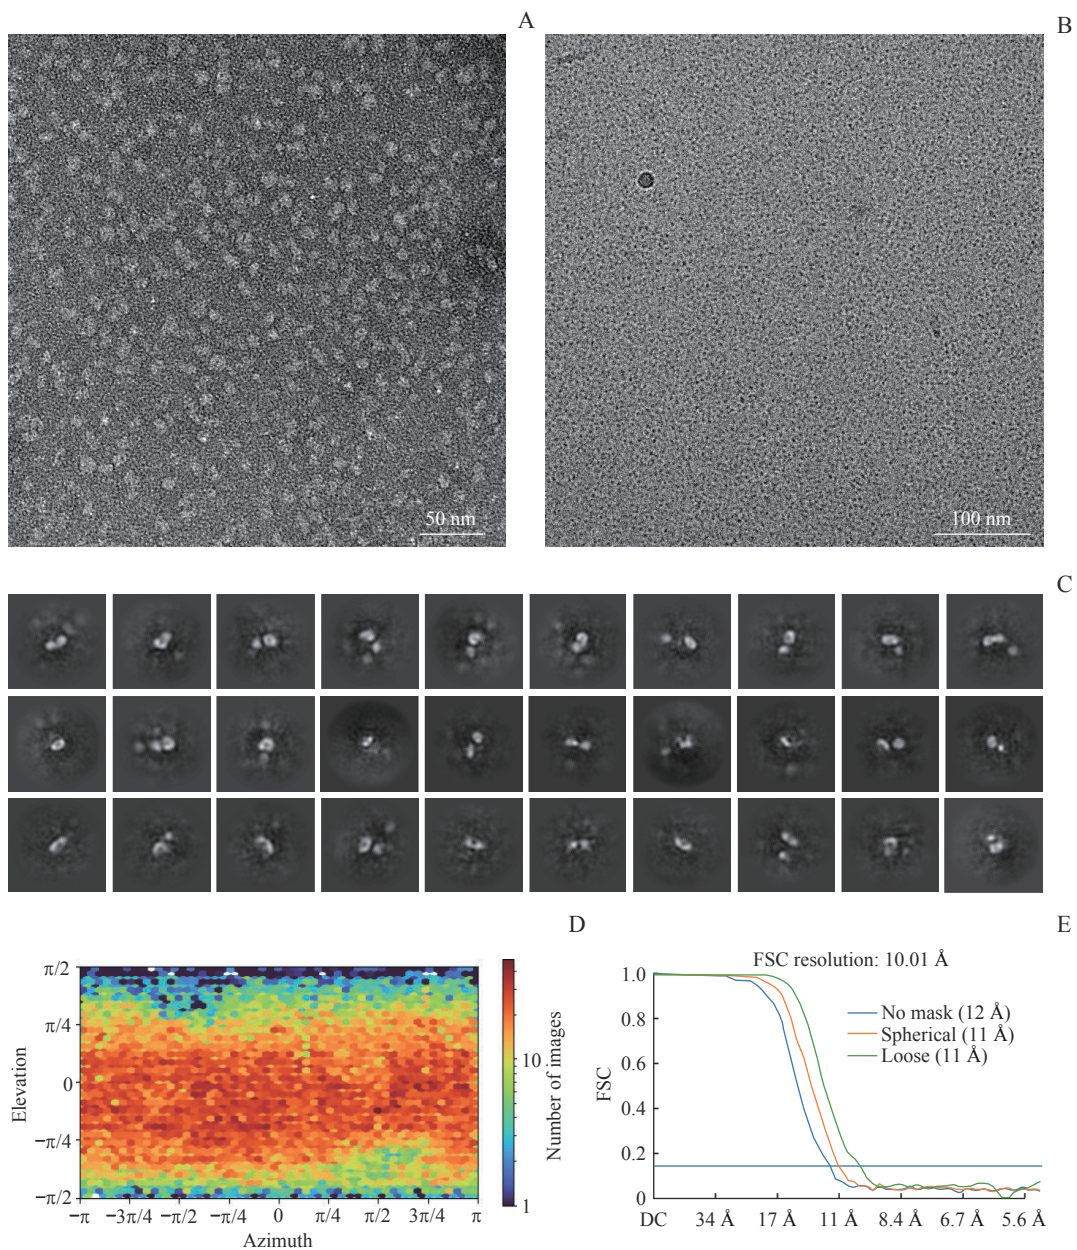 A
B
50 nm
100 nm
C
D
E
π/2
π/4
0
−π/4
−π/2
Elevation
−π
−3π/4
−π/2
0
π/4
π/2
3π/4
π
Azimuth
10
1
Number of images
FSC resolution: 10.01 Å
1.0
0.8
0.6
0.4
0.2
0
FSC
No mask (12 Å)
Spherical (11 Å)
Loose (11 Å)
DC
34 Å
17 Å
11 Å
8.4 Å
6.7 Å
5.6 Å